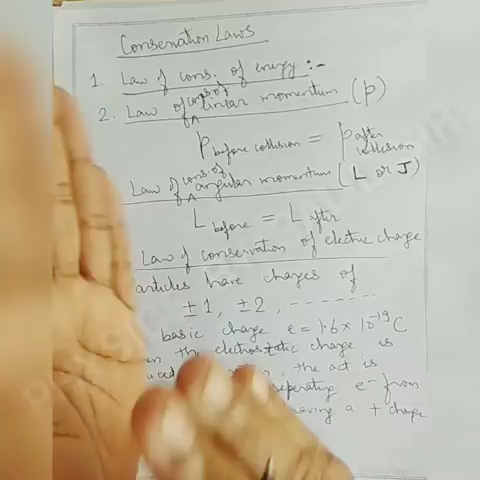 Conservation Laws
1. Law of cons. of energy :-
2. Law of cons of linear momentum (p)
p before collision = p after collision
Law of cons. of angular momentum (L or J)
L before = L after
Law of conservation of electric charge
articles have charges of
±1, ±2, -------
basic charge e = 1.6 x 10⁻¹⁹ C
the electrostatic charge is
, the act is
seperating e⁻ from
a + charge